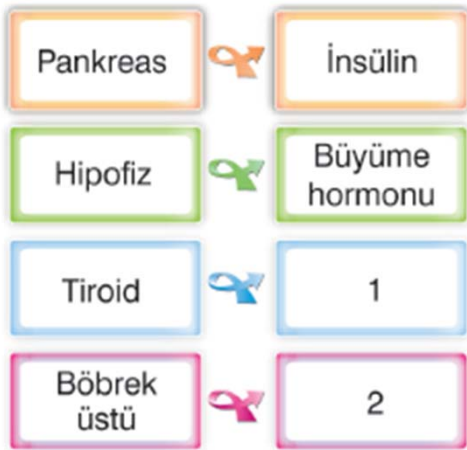 Pankreas
İnsülin
Hipofiz
Büyüme
hormonu
Tiroid
1
Böbrek
üstü
2